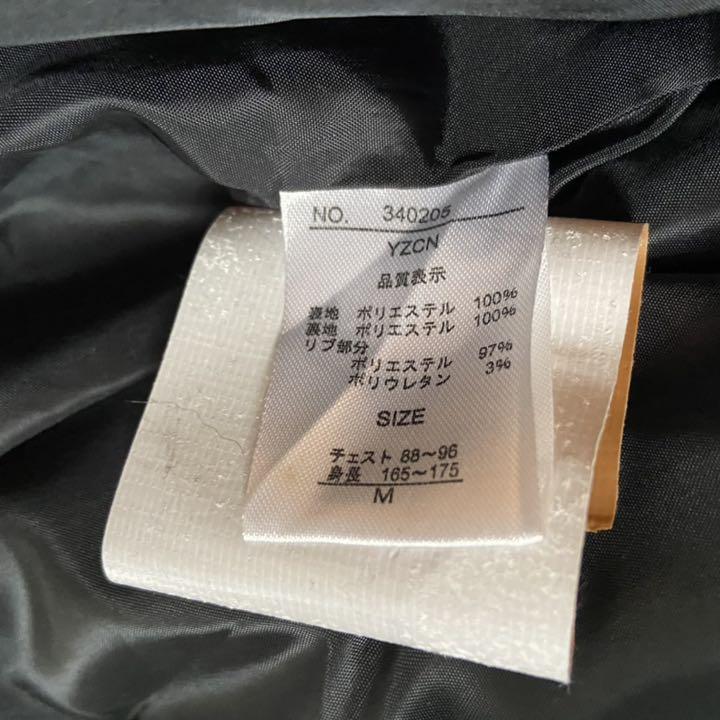 NO. 340205
YZCN
品質表示
表地 ポリエステル 100%
裏地 ポリエステル 100%
リブ部分
ポリエステル 97%
ポリウレタン 3%
SIZE
チェスト 88~96
身長 165~175
M